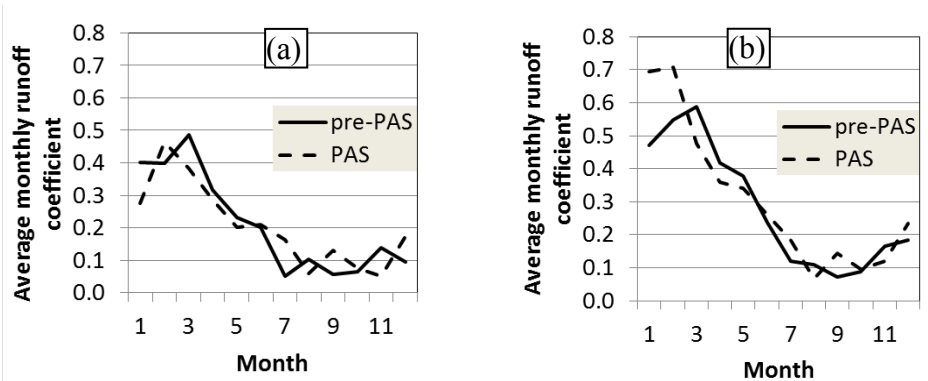 (a)
Average monthly runoff
coefficient
0.8
0.7
0.6
0.5
0.4
0.3
0.2
0.1
0.0
pre-PAS
PAS
1 3 5 7 9 11
Month
(b)
Average monthly runoff
coefficient
0.8
0.7
0.6
0.5
0.4
0.3
0.2
0.1
0.0
pre-PAS
PAS
1 3 5 7 9 11
Month